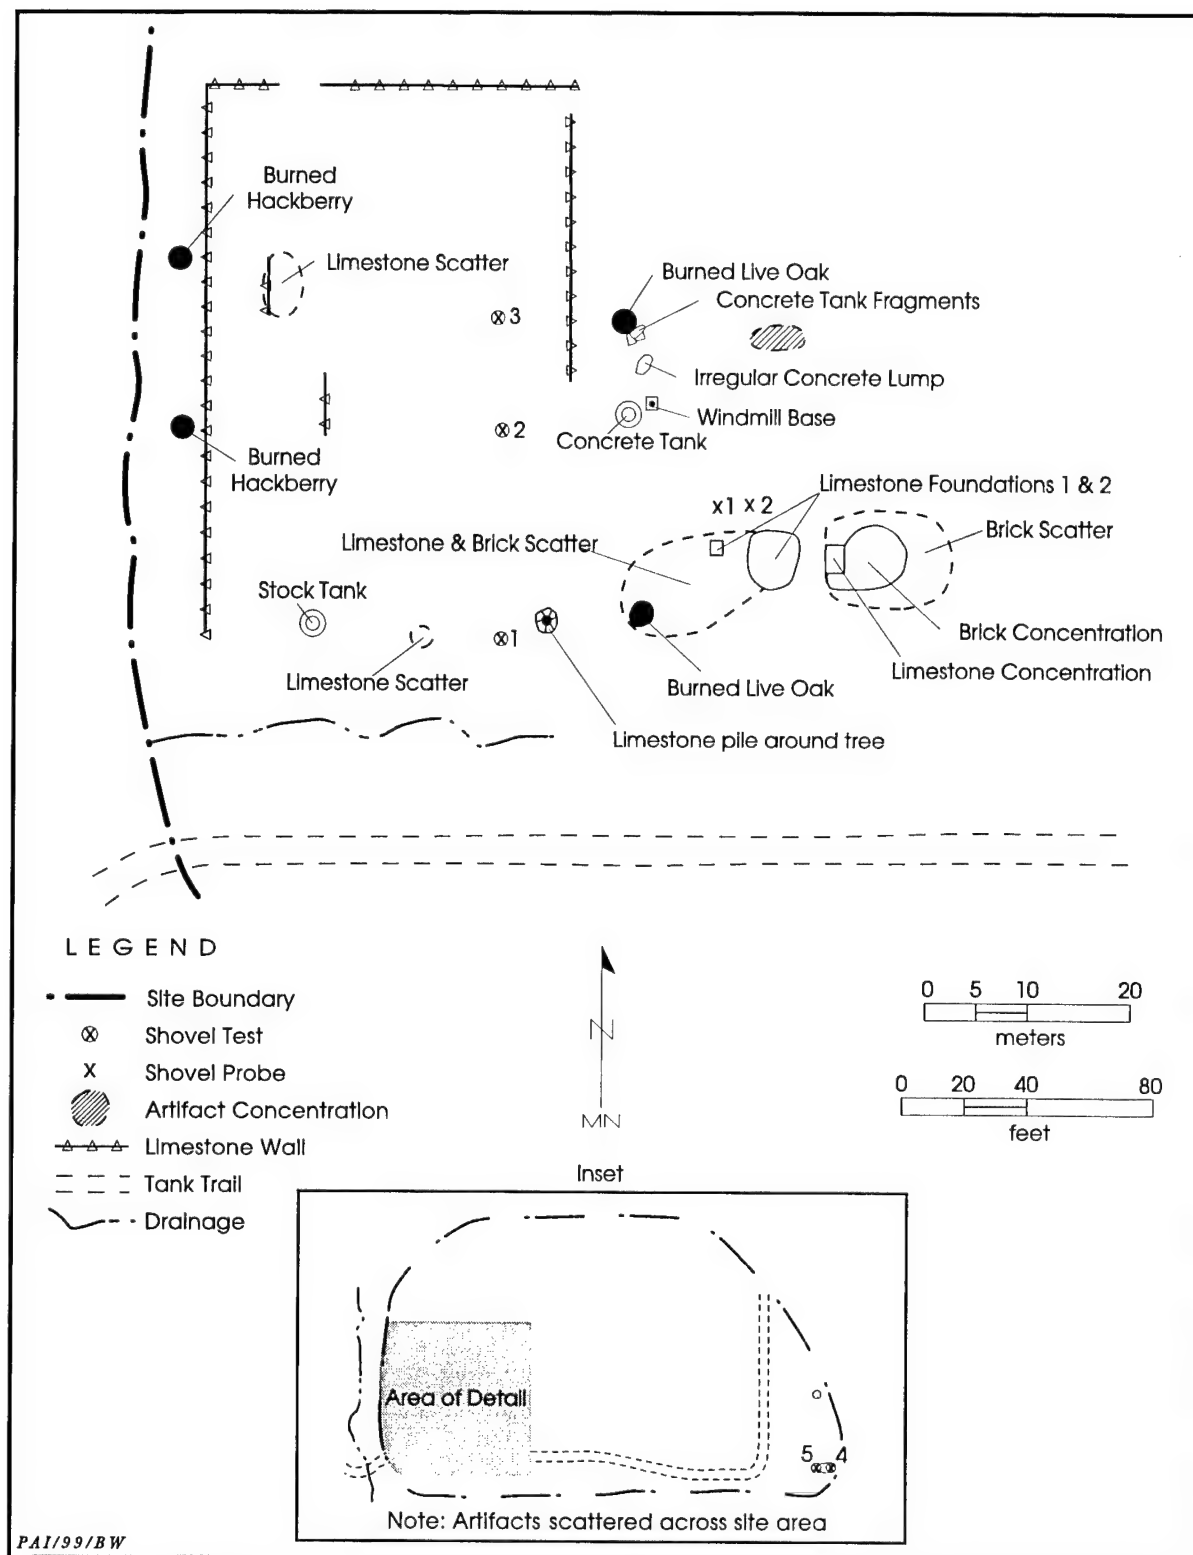 Burned
Hackberry
Limestone Scatter
Burned Live Oak
Concrete Tank Fragments
3
Irregular Concrete Lump
Windmill Base
2
Concrete Tank
Burned
Hackberry
Limestone Foundations 1 & 2
x1 x2
Brick Scatter
Limestone & Brick Scatter
Stock Tank
1
Brick Concentration
Limestone Concentration
Limestone Scatter
Burned Live Oak
Limestone pile around tree
LEGEND
Site Boundary
Shovel Test
x Shovel Probe
Artifact Concentration
Limestone Wall
Tank Trail
Drainage
N
MN
0 5 10 20
meters
0 20 40 80
feet
Inset
Area of Detail
5 4
Note: Artifacts scattered across site area
PAI/99/BW